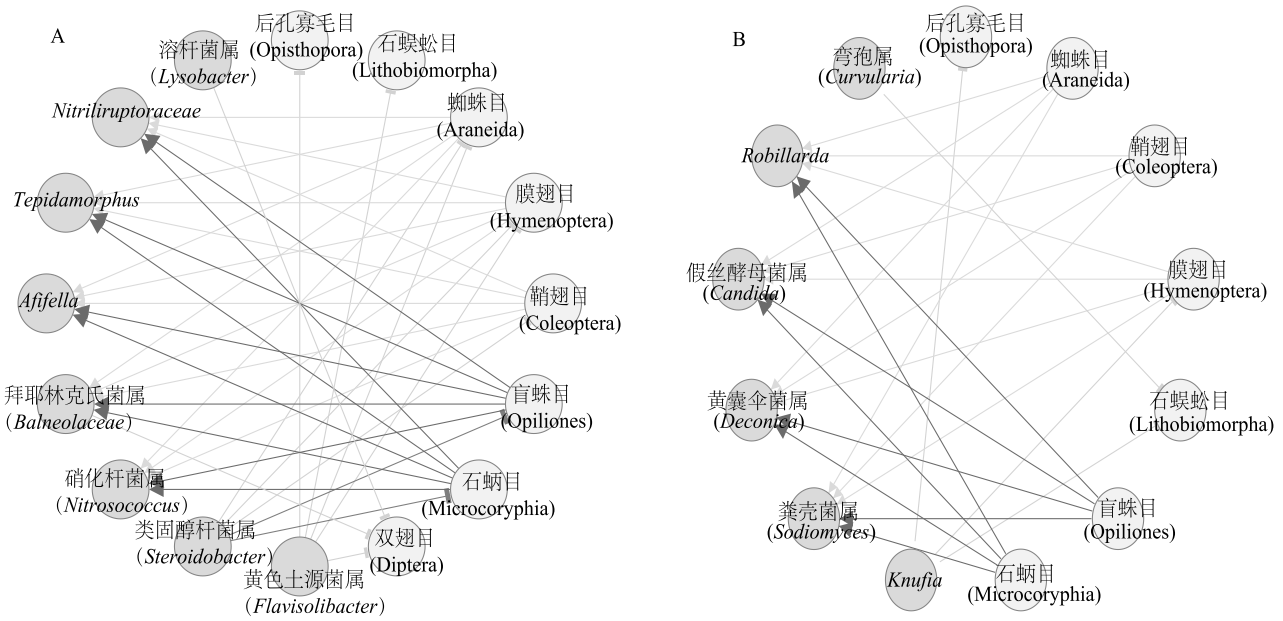 A
溶杆菌属
（Lysobacter）
后孔寡毛目
(Opisthopora)
石蜈蚣目
(Lithobiomorpha)
Nitriliruptoraceae
蜘蛛目
(Araneida)
Tepidamorphus
膜翅目
(Hymenoptera)
Afifella
鞘翅目
(Coleoptera)
拜耶林克氏菌属
（Balneolaceae）
盲蛛目
(Opiliones)
硝化杆菌属
（Nitrosococcus）
石蛃目
(Microcoryphia)
类固醇杆菌属
（Steroidobacter）
双翅目
(Diptera)
黄色土源菌属
（Flavisolibacter）
B
弯孢属
(Curvularia)
后孔寡毛目
(Opisthopora)
蜘蛛目
(Araneida)
Robillarda
鞘翅目
(Coleoptera)
假丝酵母菌属
(Candida)
膜翅目
(Hymenoptera)
黄囊伞菌属
(Deconica)
石蜈蚣目
(Lithobiomorpha)
粪壳菌属
(Sodiomyces)
盲蛛目
(Opiliones)
Knufia
石蛃目
(Microcoryphia)